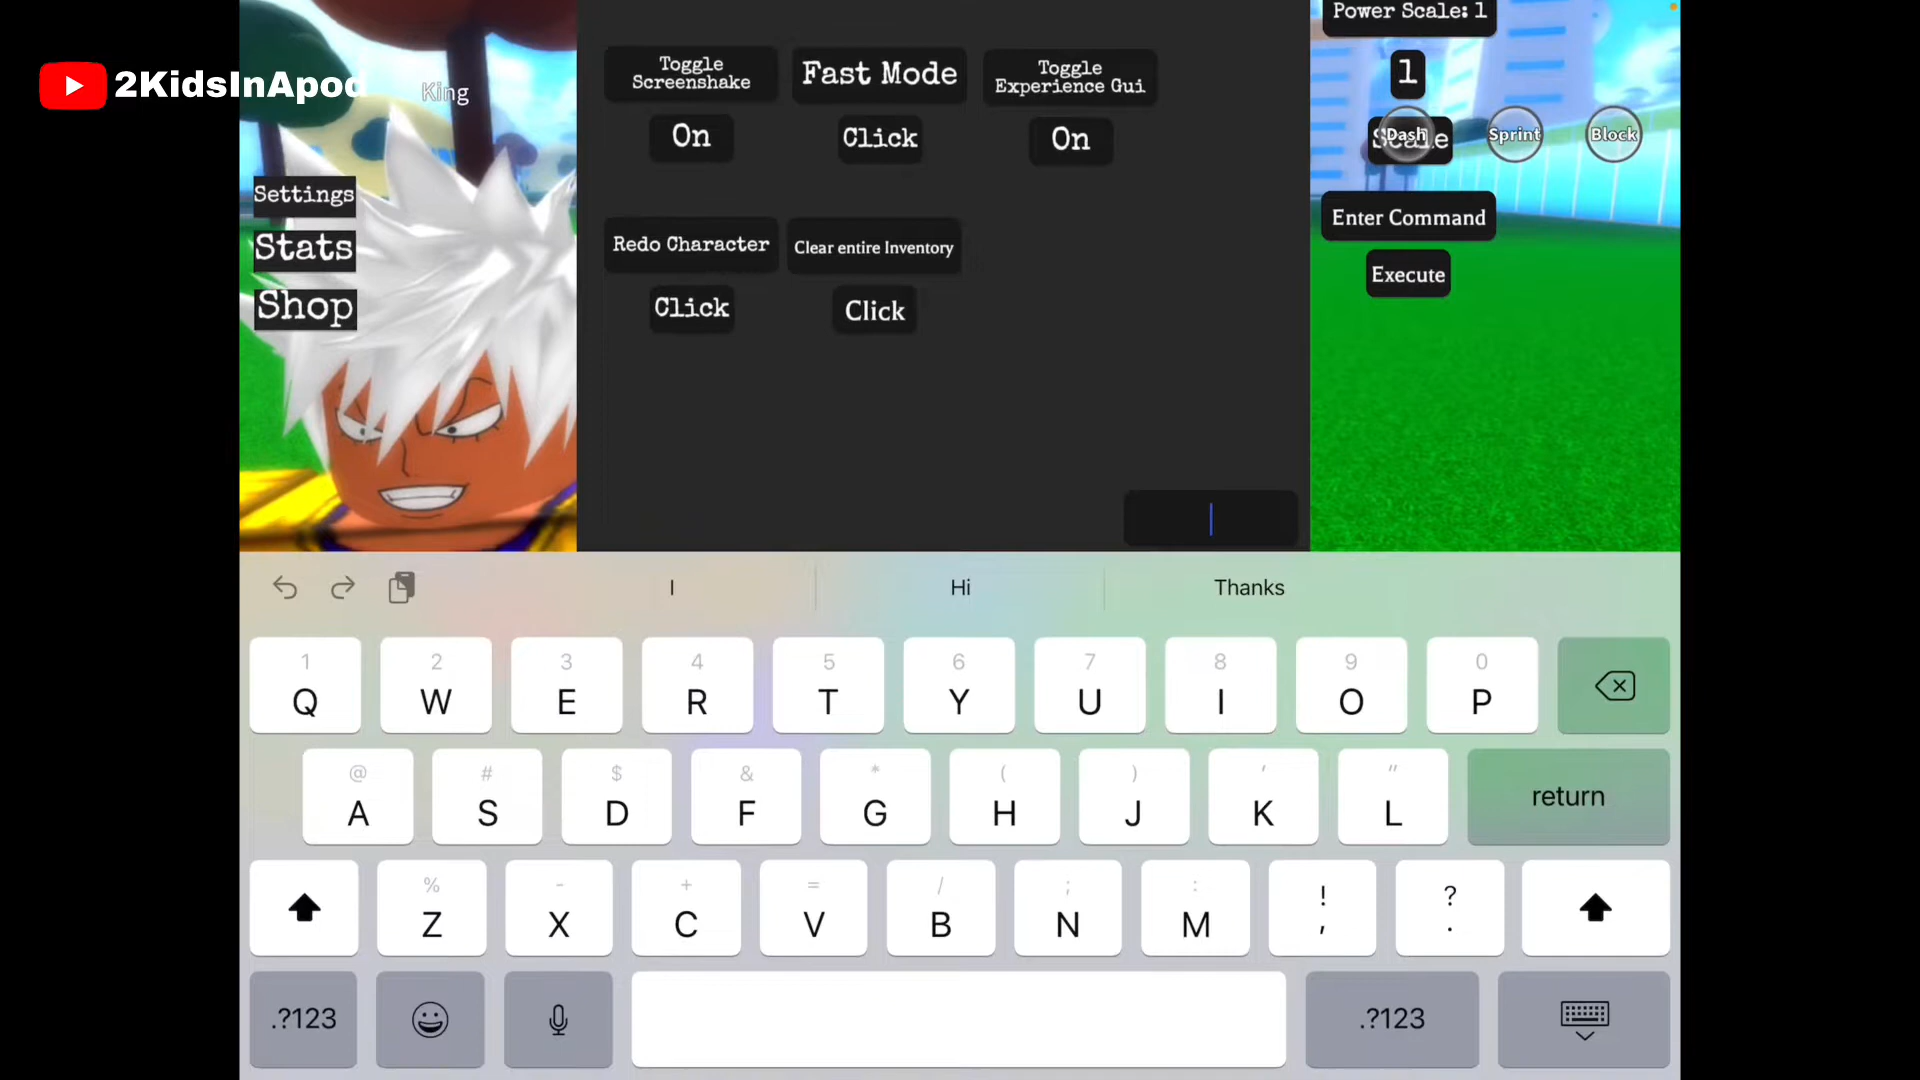 2KidsInApod
King
Settings
Stats
Shop
Toggle
Screenshake
On
Fast Mode
Click
Toggle
Experience Gui
On
Redo Character
Click
Clear entire Inventory
Click
Power Scale: 1
1
Scale
Dash
Sprint
Block
Enter Command
Execute
I
Hi
Thanks
1 2 3 4 5 6 7 8 9 0
Q W E R T Y U I O P
@ # $ & * ( ) ' "
A S D F G H J K L
return
% - + = / ; : ! ?
Z X C V B N M , .
.?123
.?123